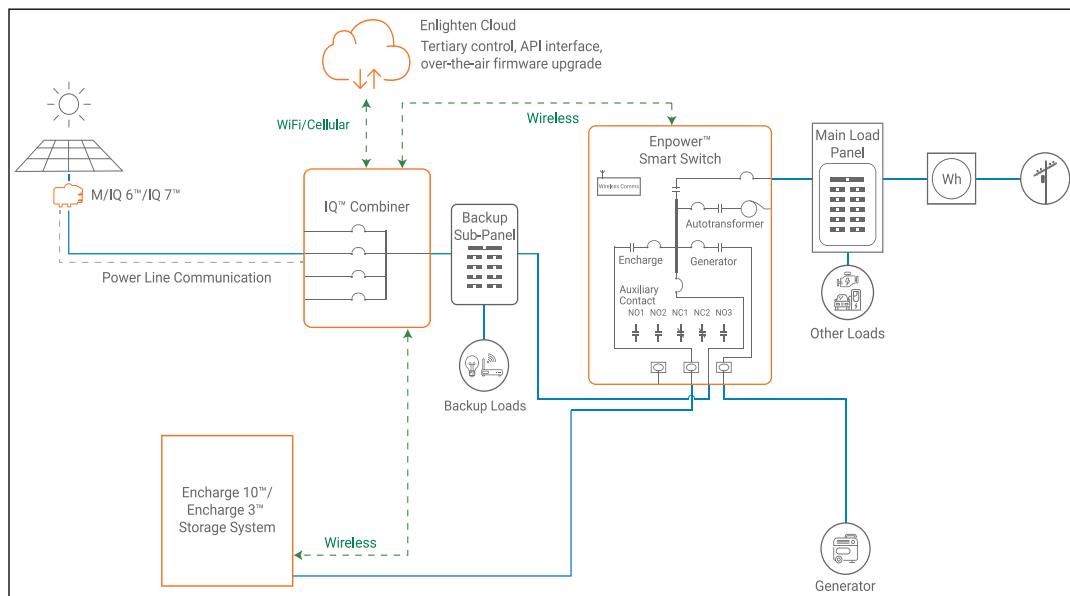 Enlighten Cloud
Tertiary control, API interface,
over-the-air firmware upgrade
WiFi/Cellular
Wireless
M/IQ 6™/IQ 7™
Power Line Communication
IQ™ Combiner
Backup
Sub-Panel
Backup Loads
Enpower™
Smart Switch
Wireless Comms
Autotransformer
Encharge
Generator
Auxiliary
Contact
NO1 NO2 NC1 NC2 NO3
Main Load
Panel
Wh
Other Loads
Encharge 10™/
Encharge 3™
Storage System
Wireless
Generator